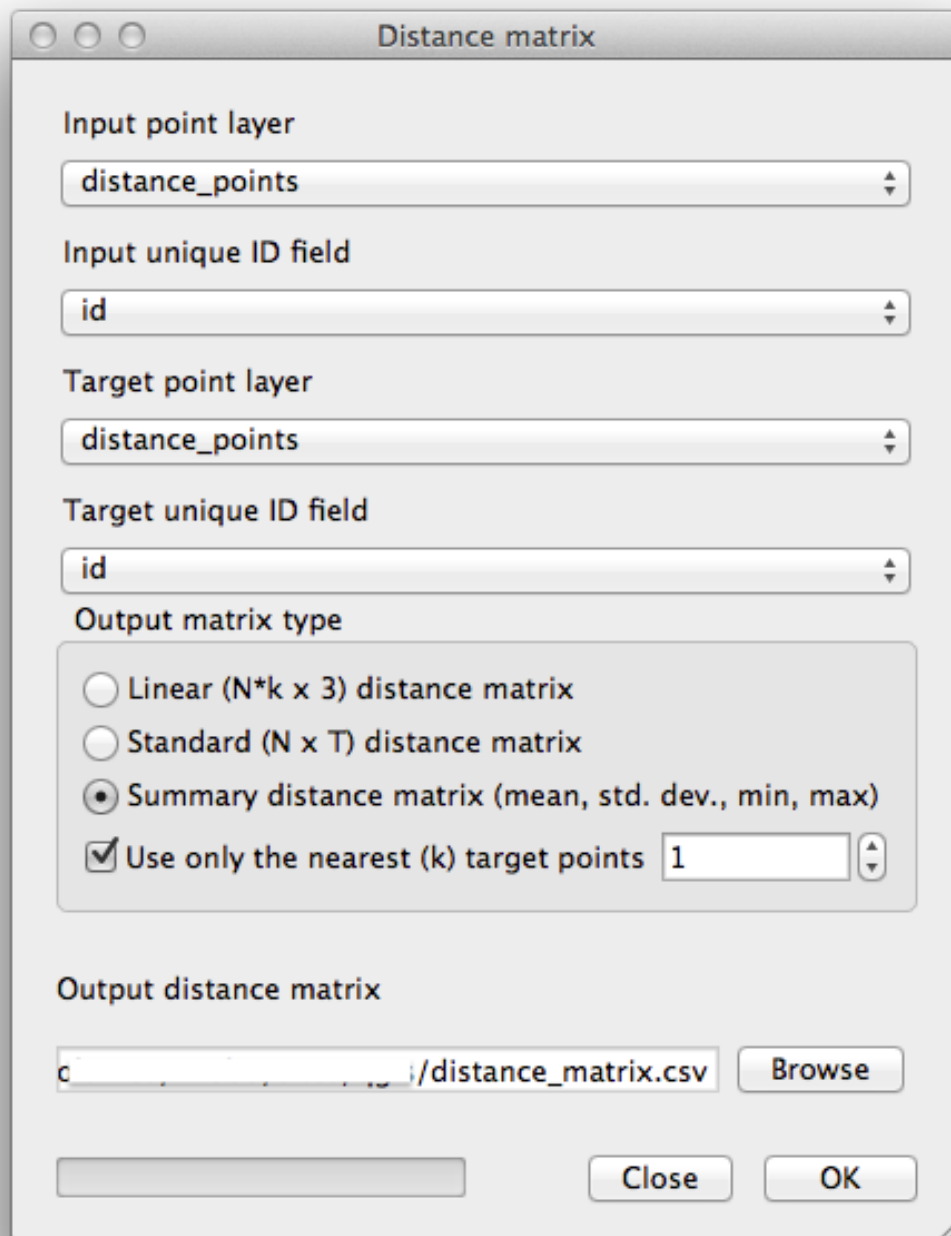 Distance matrix
Input point layer
distance_points
Input unique ID field
id
Target point layer
distance_points
Target unique ID field
id
Output matrix type
Linear (N*k x 3) distance matrix
Standard (N x T) distance matrix
Summary distance matrix (mean, std. dev., min, max)
Use only the nearest (k) target points 1
Output distance matrix
/distance_matrix.csv Browse
Close OK